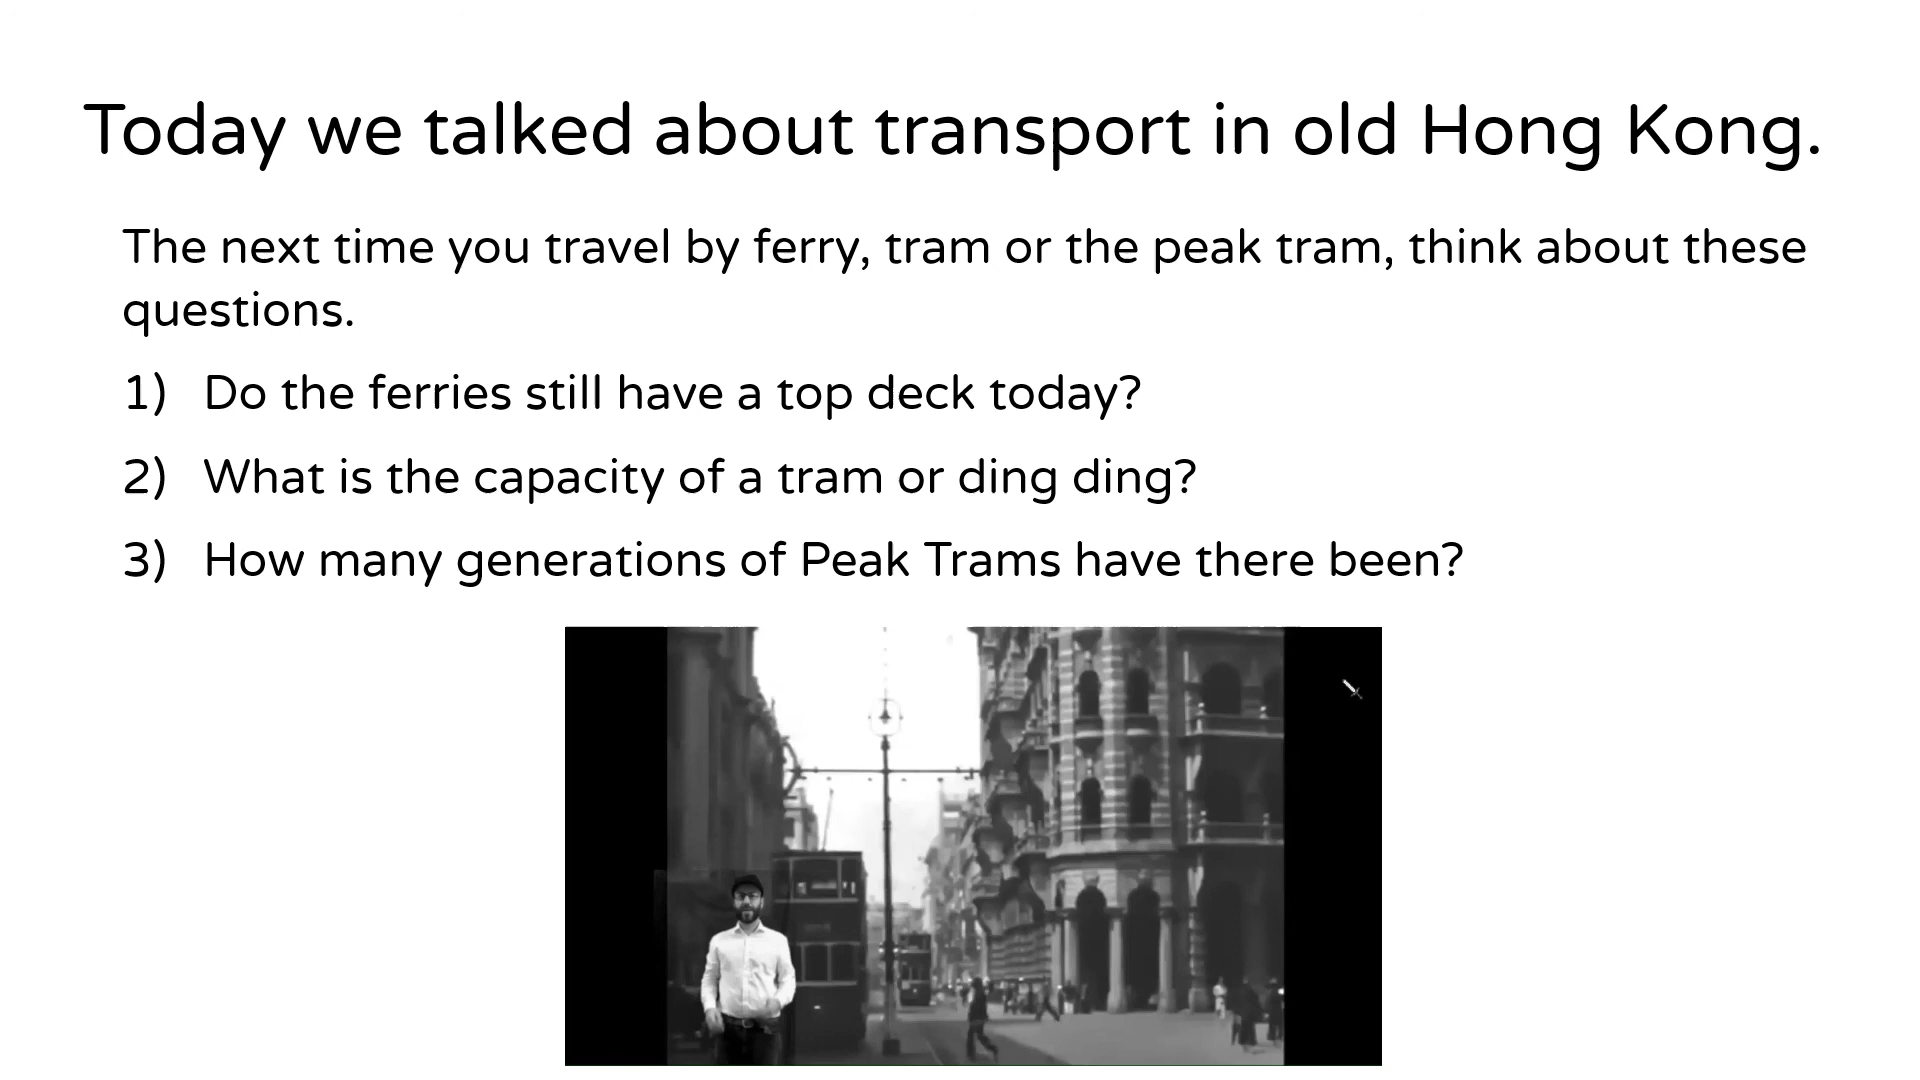 Today we talked about transport in old Hong Kong.
The next time you travel by ferry, tram or the peak tram, think about these
questions.
1) Do the ferries still have a top deck today?
2) What is the capacity of a tram or ding ding?
3) How many generations of Peak Trams have there been?